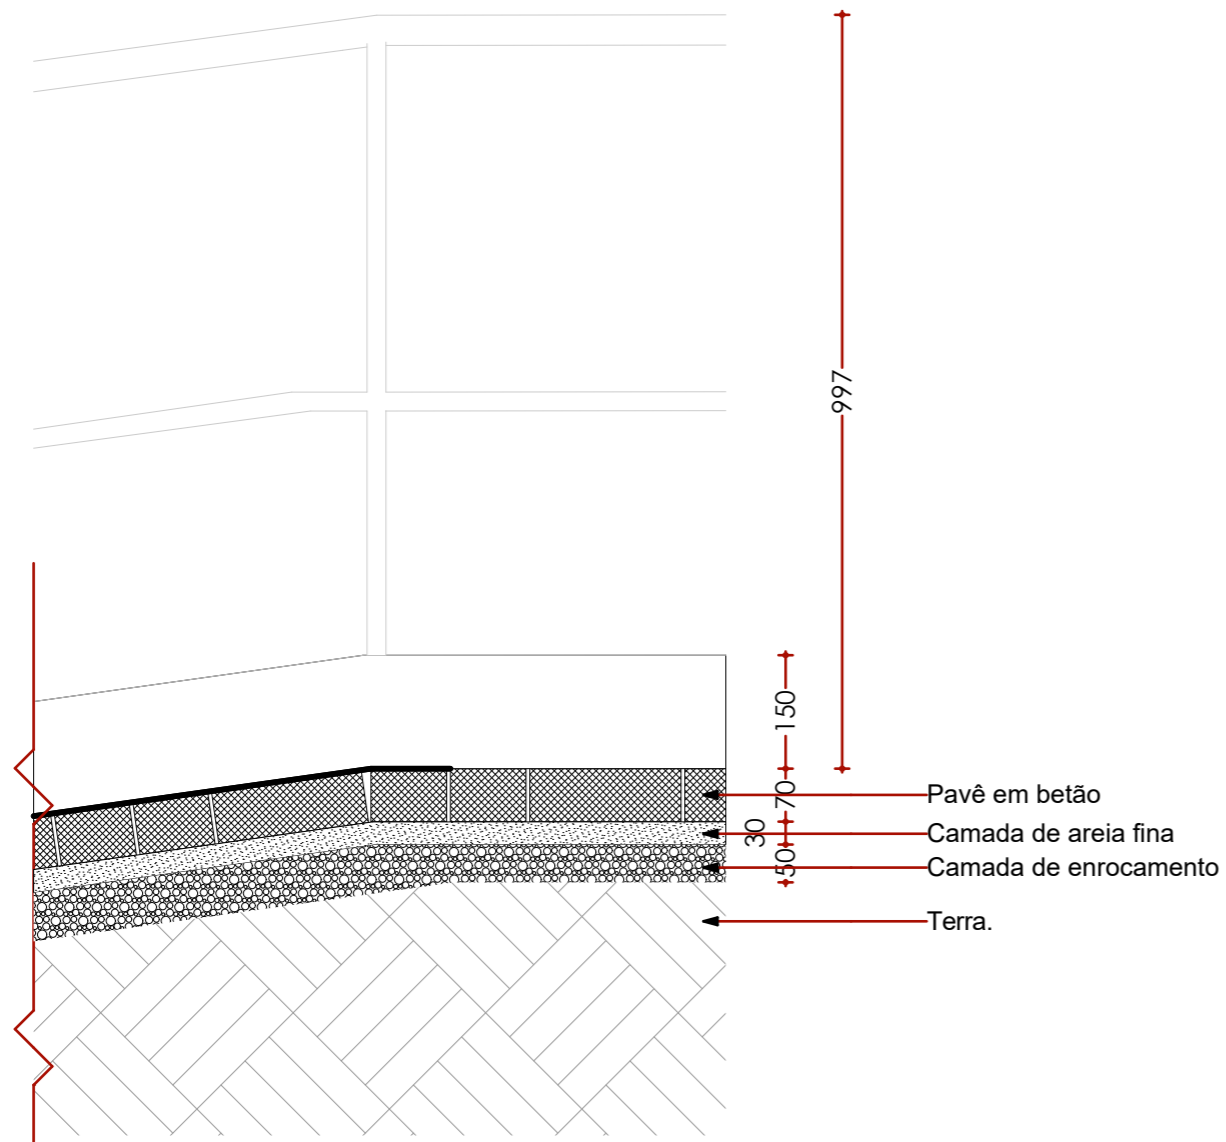 997
150
70
30
50
Pavê em betão
Camada de areia fina
Camada de enrocamento
Terra.